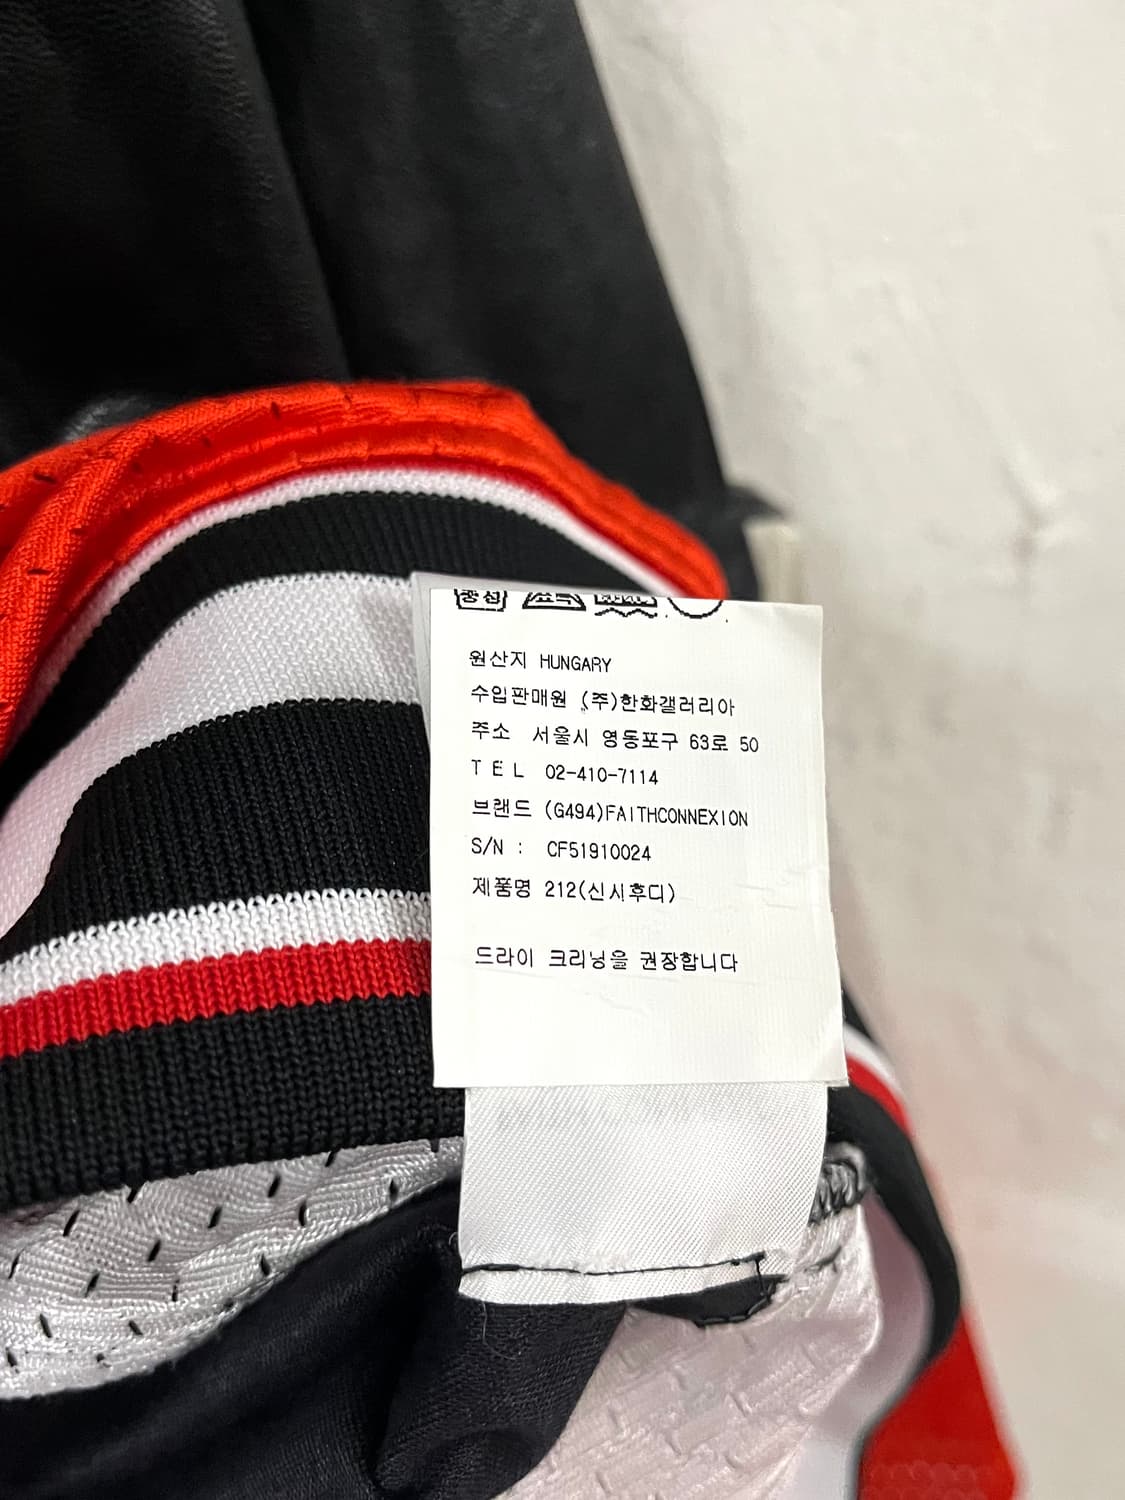 중성
원산지 HUNGARY
수입판매원 (주)한화갤러리아
주소 서울시 영등포구 63로 50
TEL 02-410-7114
브랜드 (G494)FAITHCONNEXION
S/N : CF51910024
제품명 212(신시후디)
드라이 크리닝을 권장합니다